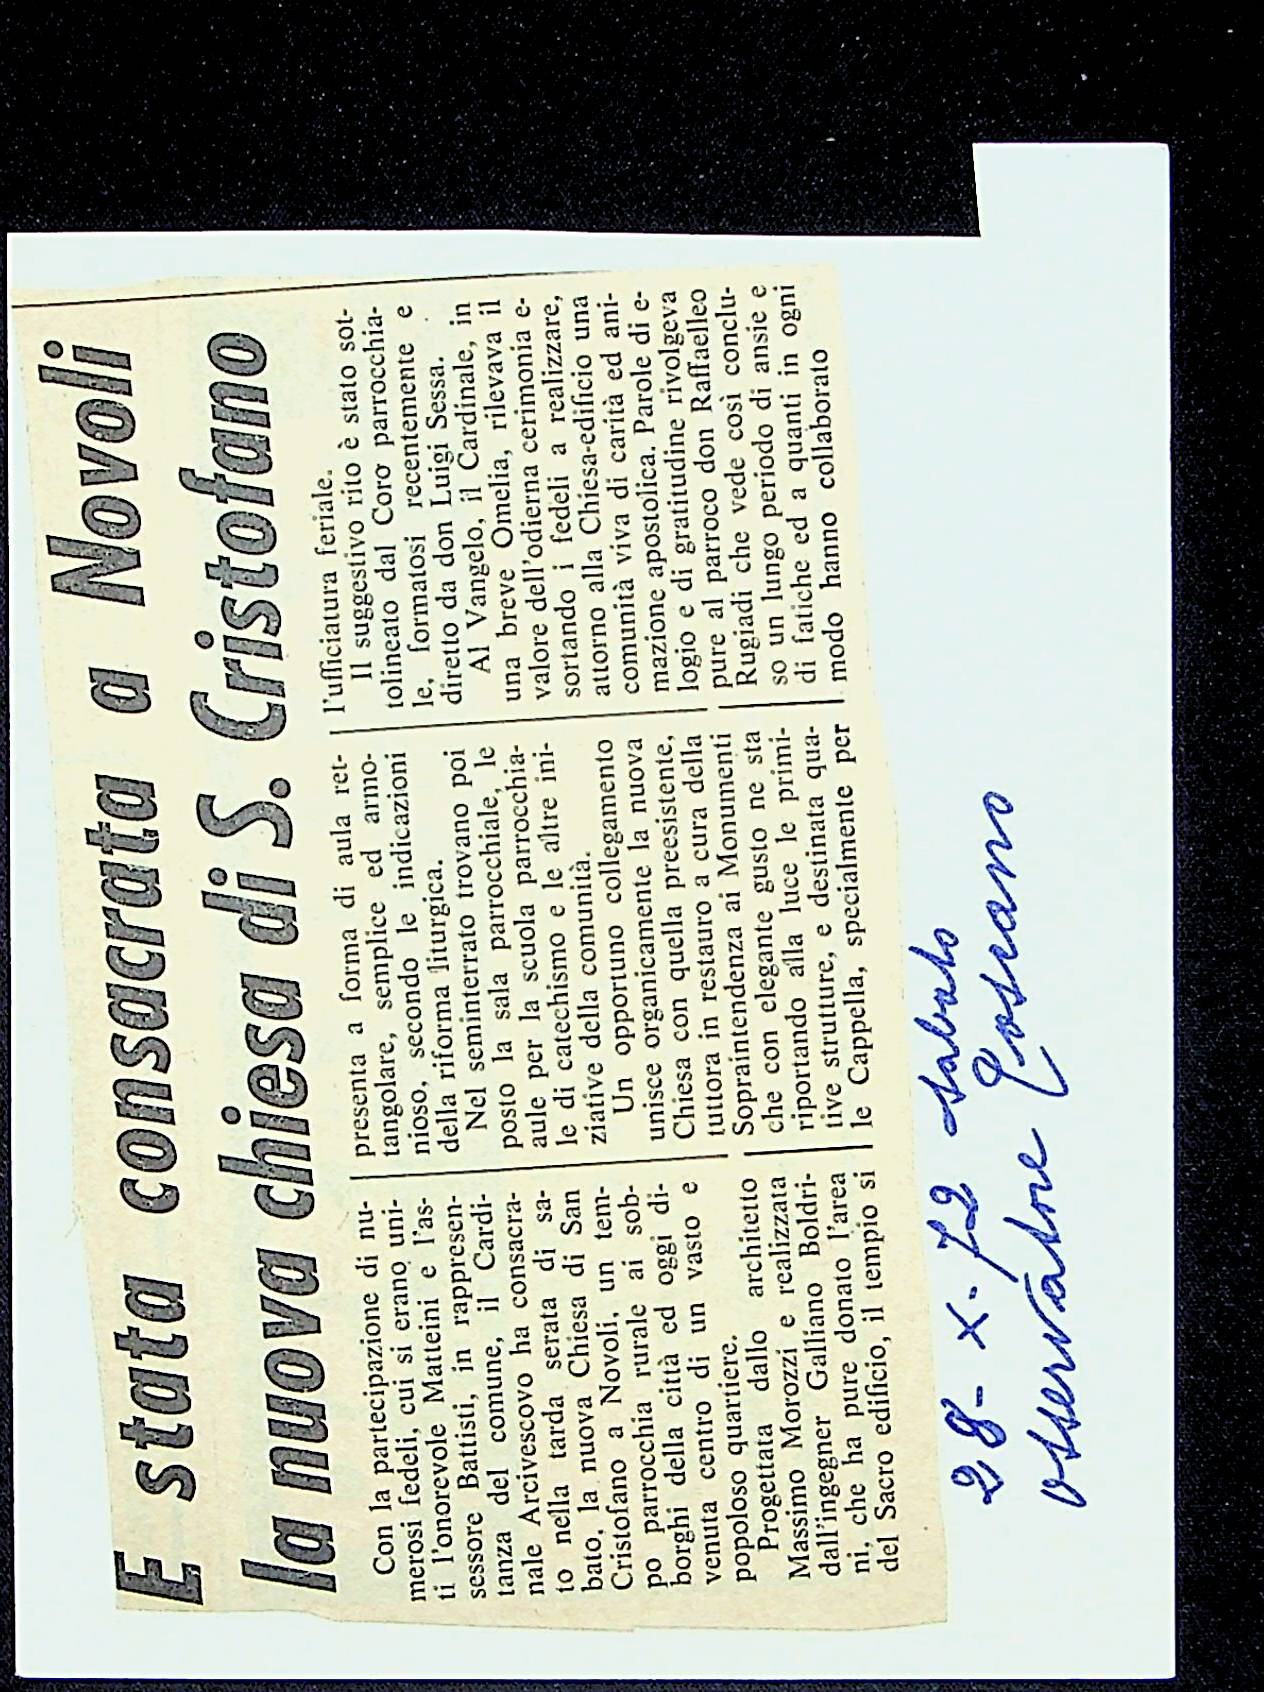 E stata consacrata a Novoli
la nuova chiesa di S. Cristofano
Con la partecipazione di nu-
merosi fedeli, cui si erano uni-
ti l'onorevole Matteini e l'as-
sessore Battisti, in rappresen-
tanza del comune, il Cardi-
nale Arcivescovo ha consacra-
to nella tarda serata di sa-
bato, la nuova Chiesa di San
Cristofano a Novoli, un tem-
po parrocchia rurale ai sob-
borghi della città ed oggi di-
venuta centro di un vasto e
popoloso quartiere.
Progettata dallo architetto
Massimo Morozzi e realizzata
dall'ingegner Galliano Boldri-
ni, che ha pure donato l'area
del Sacro edificio, il tempio si
presenta a forma di aula ret-
tangolare, semplice ed armo-
nioso, secondo le indicazioni
della riforma liturgica.
Nel seminterrato trovano poi
posto la sala parrocchiale, le
aule per la scuola parrocchia-
le di catechismo e le altre ini-
ziative della comunità.
Un opportuno collegamento
unisce organicamente la nuova
Chiesa con quella preesistente,
tuttora in restauro a cura della
Sopraintendenza ai Monumenti
che con elegante gusto ne sta
riportando alla luce le primi-
tive strutture, e destinata qua-
le Cappella, specialmente per
l'ufficiatura feriale.
Il suggestivo rito è stato sot-
tolineato dal Coro parrocchia-
le, formatosi recentemente e
diretto da don Luigi Sessa.
Al Vangelo, il Cardinale, in
una breve Omelia, rilevava il
valore dell'odierna cerimonia e-
sortando i fedeli a realizzare,
attorno alla Chiesa-edificio una
comunità viva di carità ed ani-
mazione apostolica. Parole di e-
logio e di gratitudine rivolgeva
pure al parroco don Raffaelleo
Rugiadi che vede così conclu-
so un lungo periodo di ansie e
di fatiche ed a quanti in ogni
modo hanno collaborato
28-X-72 sabato
osservatore Toscano